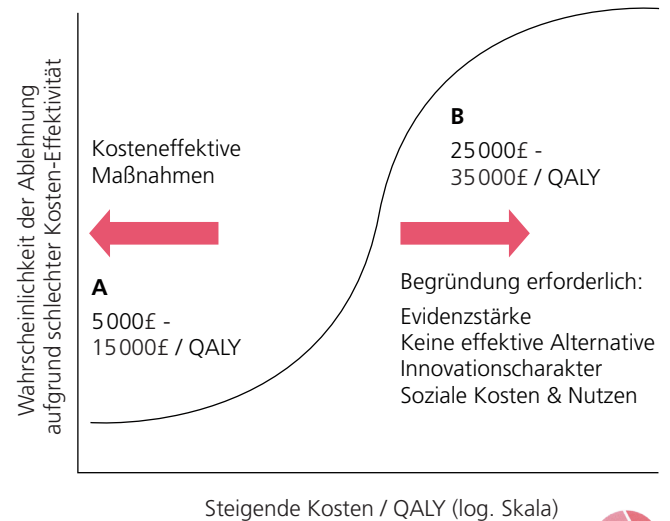 Wahrscheinlichkeit der Ablehnung
aufgrund schlechter Kosten-Effektivität
Kosteneffektive
Maßnahmen
A
5000£ -
15000£ / QALY
B
25000£ -
35000£ / QALY
Begründung erforderlich:
Evidenzstärke
Keine effektive Alternative
Innovationscharakter
Soziale Kosten & Nutzen
Steigende Kosten / QALY (log. Skala)